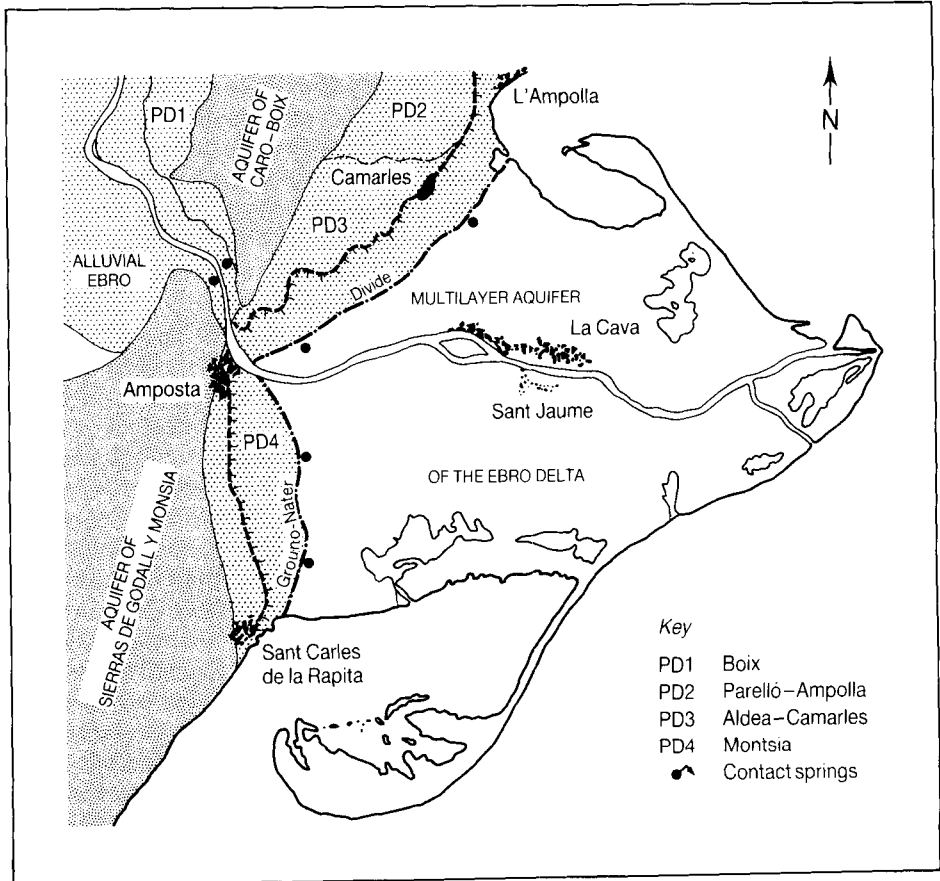 L'Ampolla
N
PD1
PD2
AQUIFER OF
CARO-BOIX
Camarles
PD3
ALLUVIAL
EBRO
Divide
MULTILAYER AQUIFER
La Cava
Amposta
Sant Jaume
PD4
OF THE EBRO DELTA
Grouno-Nater
AQUIFER OF
SIERRAS DE GODALL Y MONSIA
Sant Carles
de la Rapita
Key
PD1 Boix
PD2 Parelló-Ampolla
PD3 Aldea-Camarles
PD4 Montsia
Contact springs